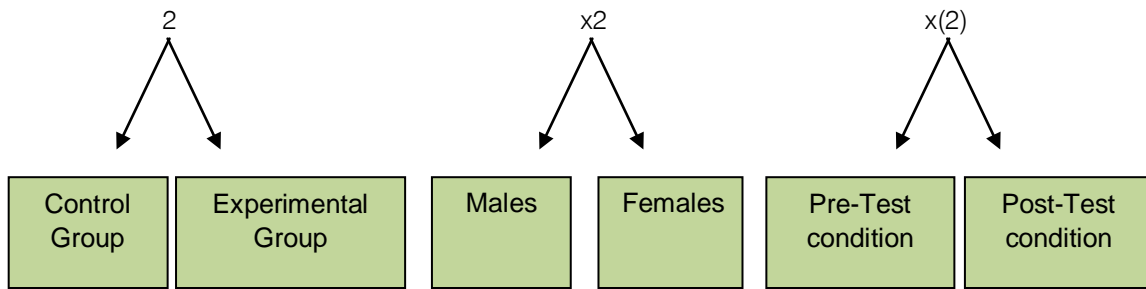 2
x2
x(2)
Control
Group
Experimental
Group
Males
Females
Pre-Test
condition
Post-Test
condition